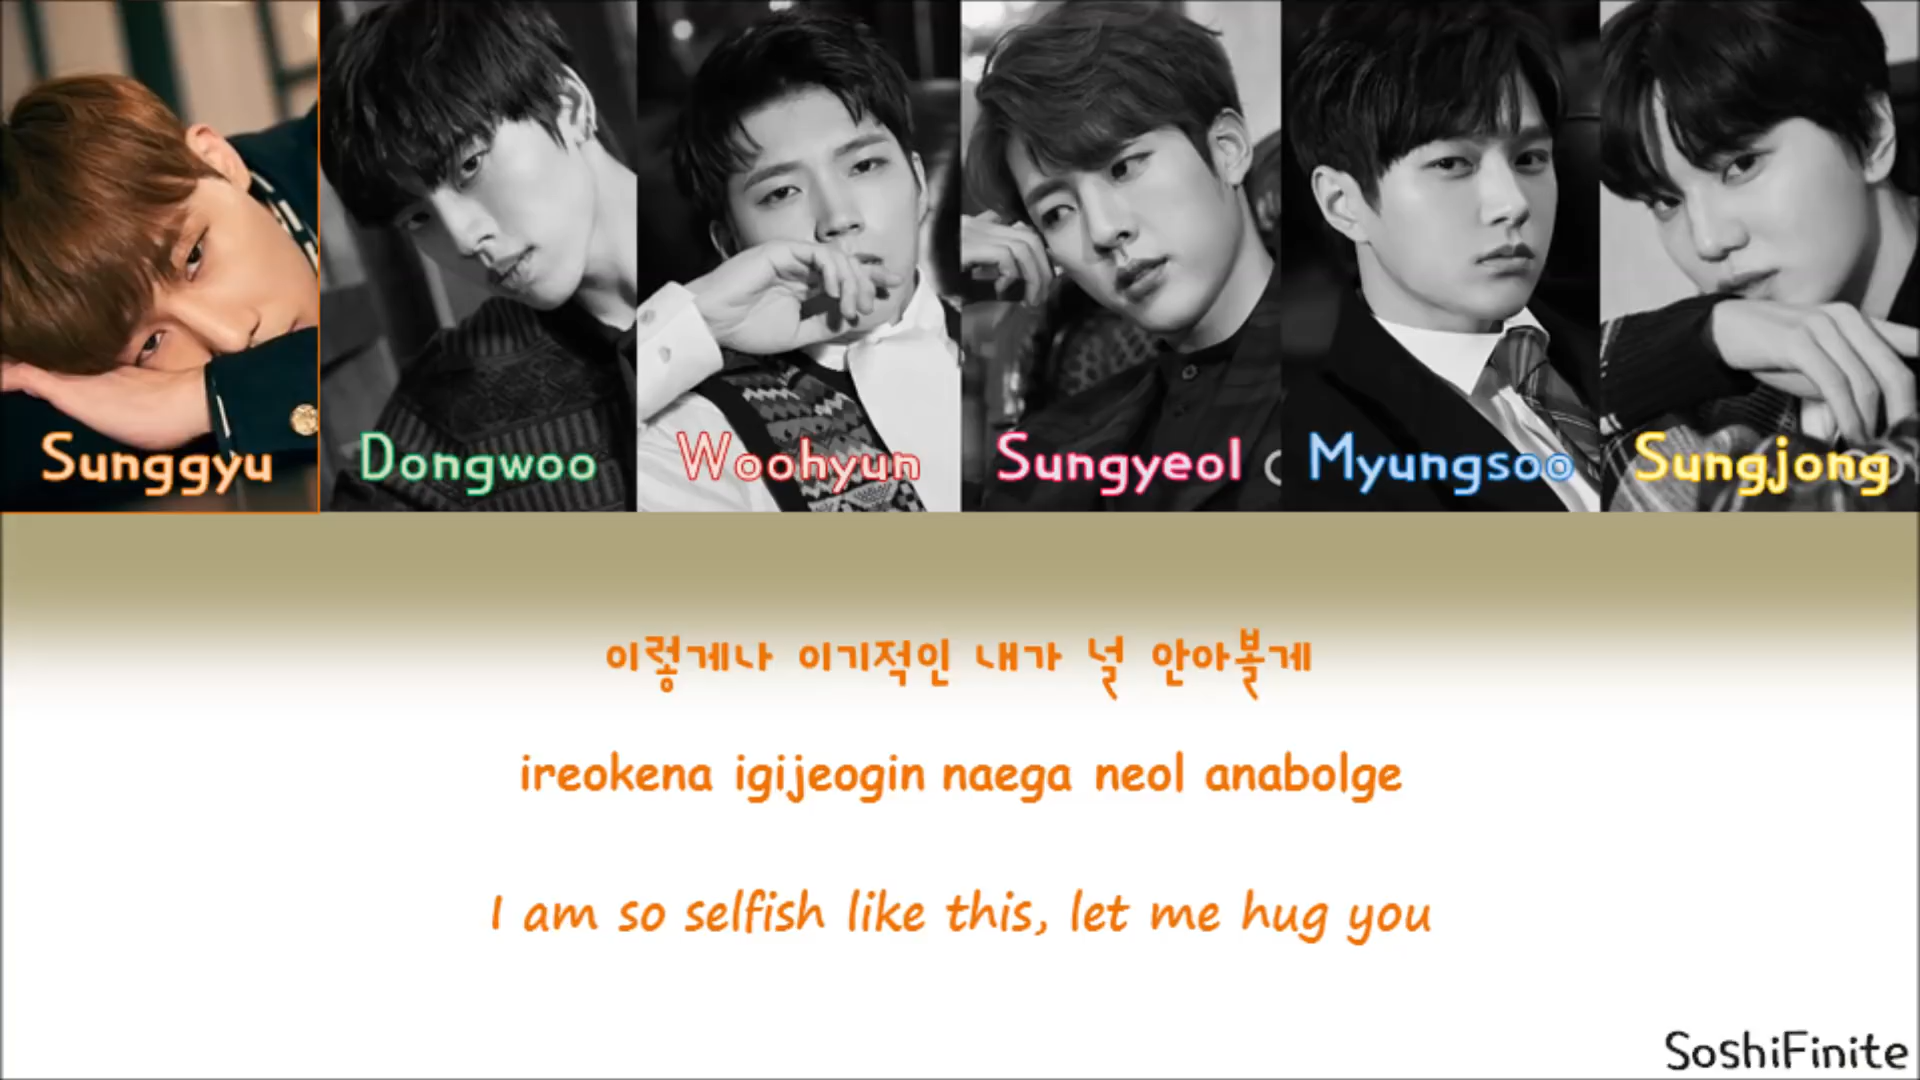 Sunggyu Dongwoo Woohyun Sungyeol Myungsoo Sungjong
이렇게나 이기적인 내가 널 안아볼게
ireokena igijeogin naega neol anabolge
I am so selfish like this, let me hug you
SoshiFinite